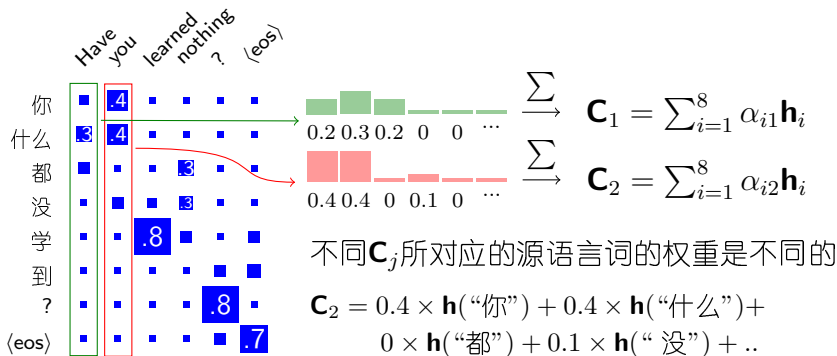 Have you learned nothing ? ⟨eos⟩
你 .4
什么 .3 .4
都 .3
没 .3
学 .8
到
? .8
⟨eos⟩ .7
0.2 0.3 0.2 0 0 ...
∑
C₁ = ∑⁸ᵢ₌₁ αᵢ₁hᵢ
0.4 0.4 0 0.1 0 ...
∑
C₂ = ∑⁸ᵢ₌₁ αᵢ₂hᵢ
不同Cⱼ所对应的源语言词的权重是不同的
C₂ = 0.4 × h(“你”) + 0.4 × h(“什么”)+
0 × h(“都”) + 0.1 × h(“ 没”) + ..